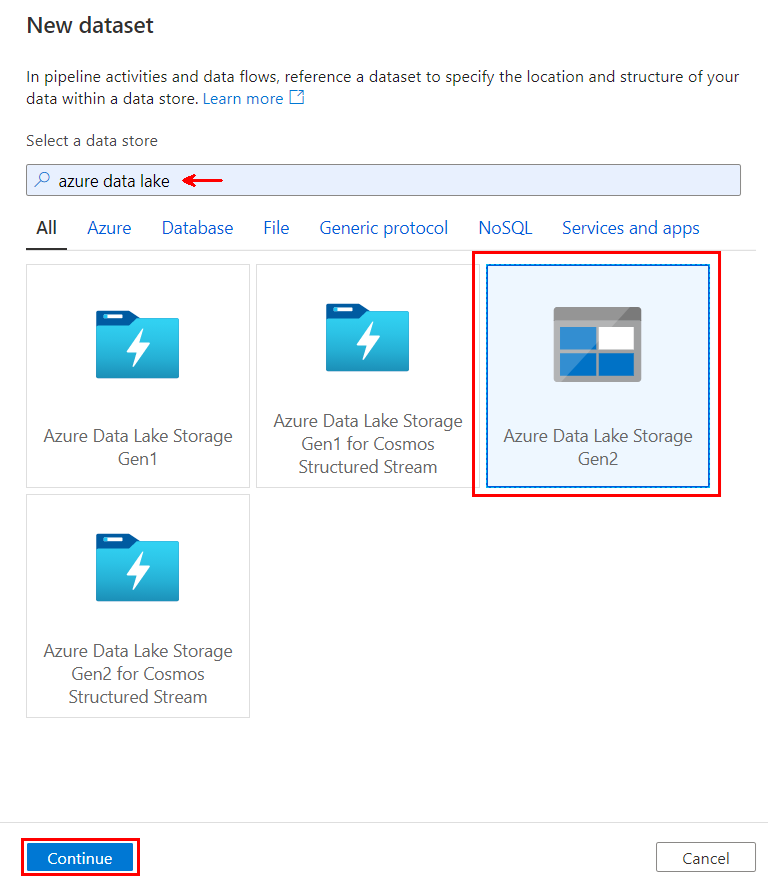 New dataset
In pipeline activities and data flows, reference a dataset to specify the location and structure of your
data within a data store. Learn more
Select a data store
azure data lake
All Azure Database File Generic protocol NoSQL Services and apps
Azure Data Lake Storage
Gen1
Azure Data Lake Storage
Gen1 for Cosmos
Structured Stream
Azure Data Lake Storage
Gen2
Azure Data Lake Storage
Gen2 for Cosmos
Structured Stream
Continue Cancel